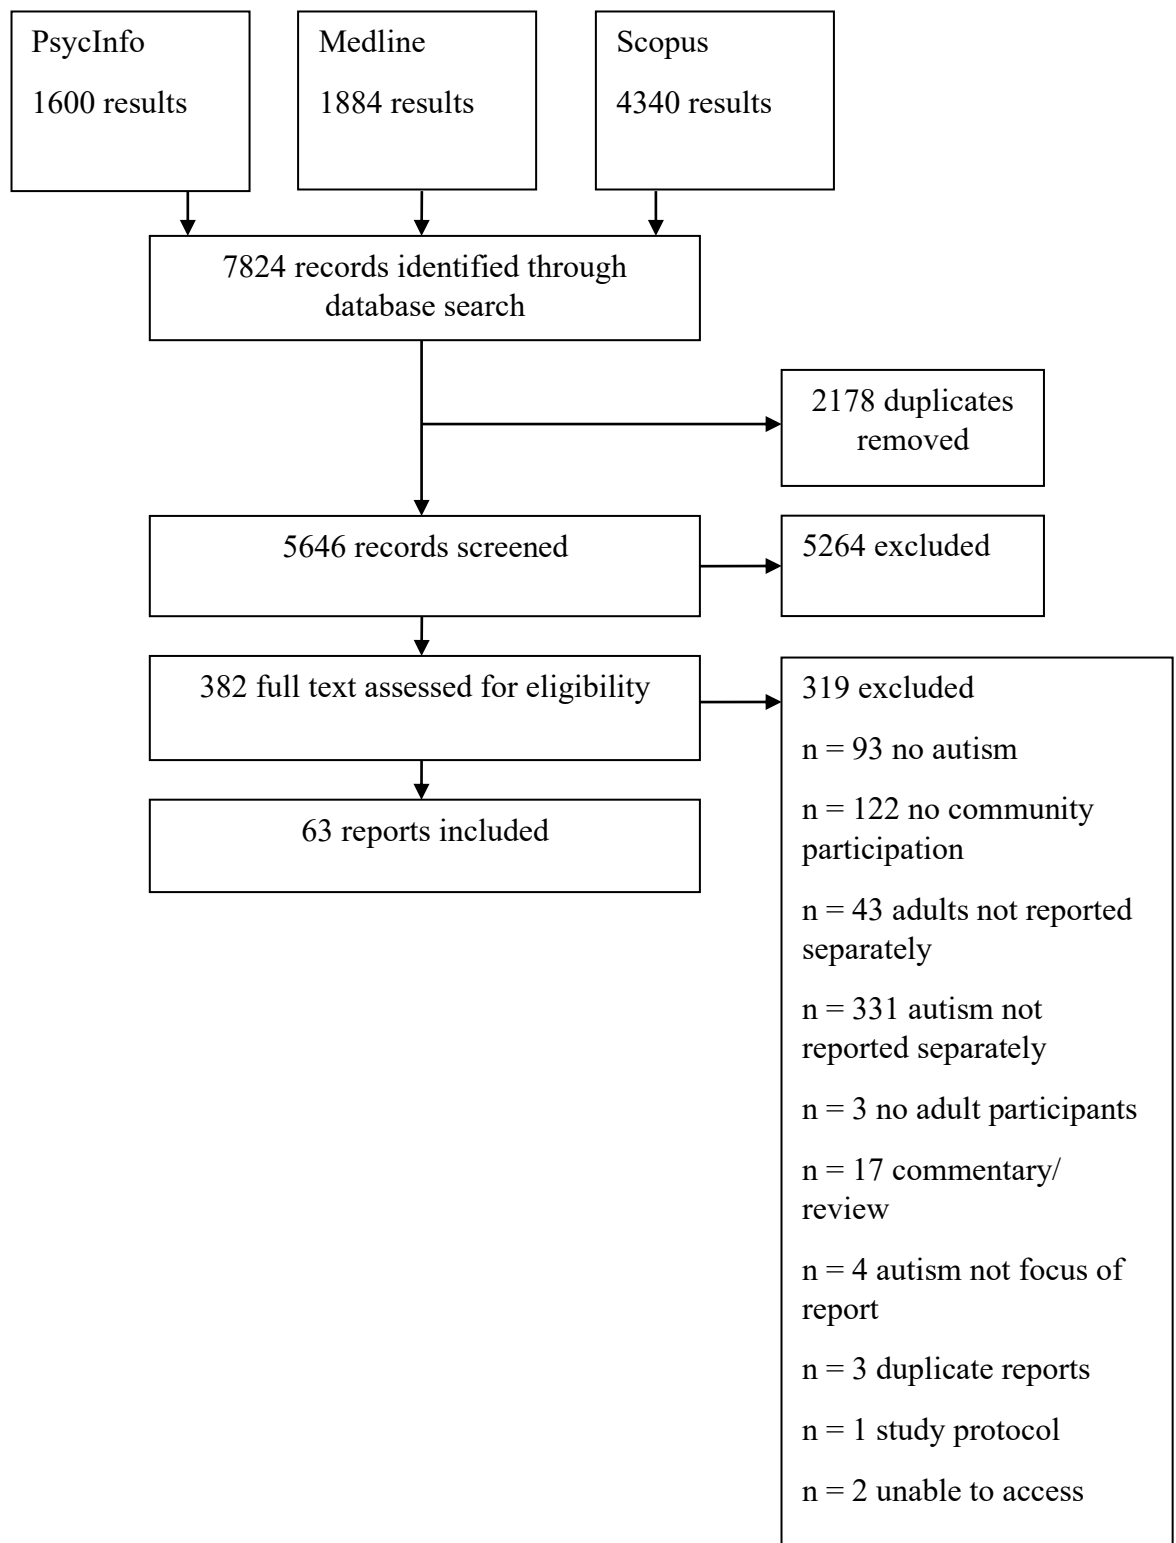 PsycInfo
1600 results
Medline
1884 results
Scopus
4340 results
7824 records identified through
database search
2178 duplicates
removed
5646 records screened
5264 excluded
382 full text assessed for eligibility
319 excluded
n = 93 no autism
n = 122 no community
participation
n = 43 adults not reported
separately
n = 331 autism not
reported separately
n = 3 no adult participants
n = 17 commentary/
review
n = 4 autism not focus of
report
n = 3 duplicate reports
n = 1 study protocol
n = 2 unable to access
63 reports included